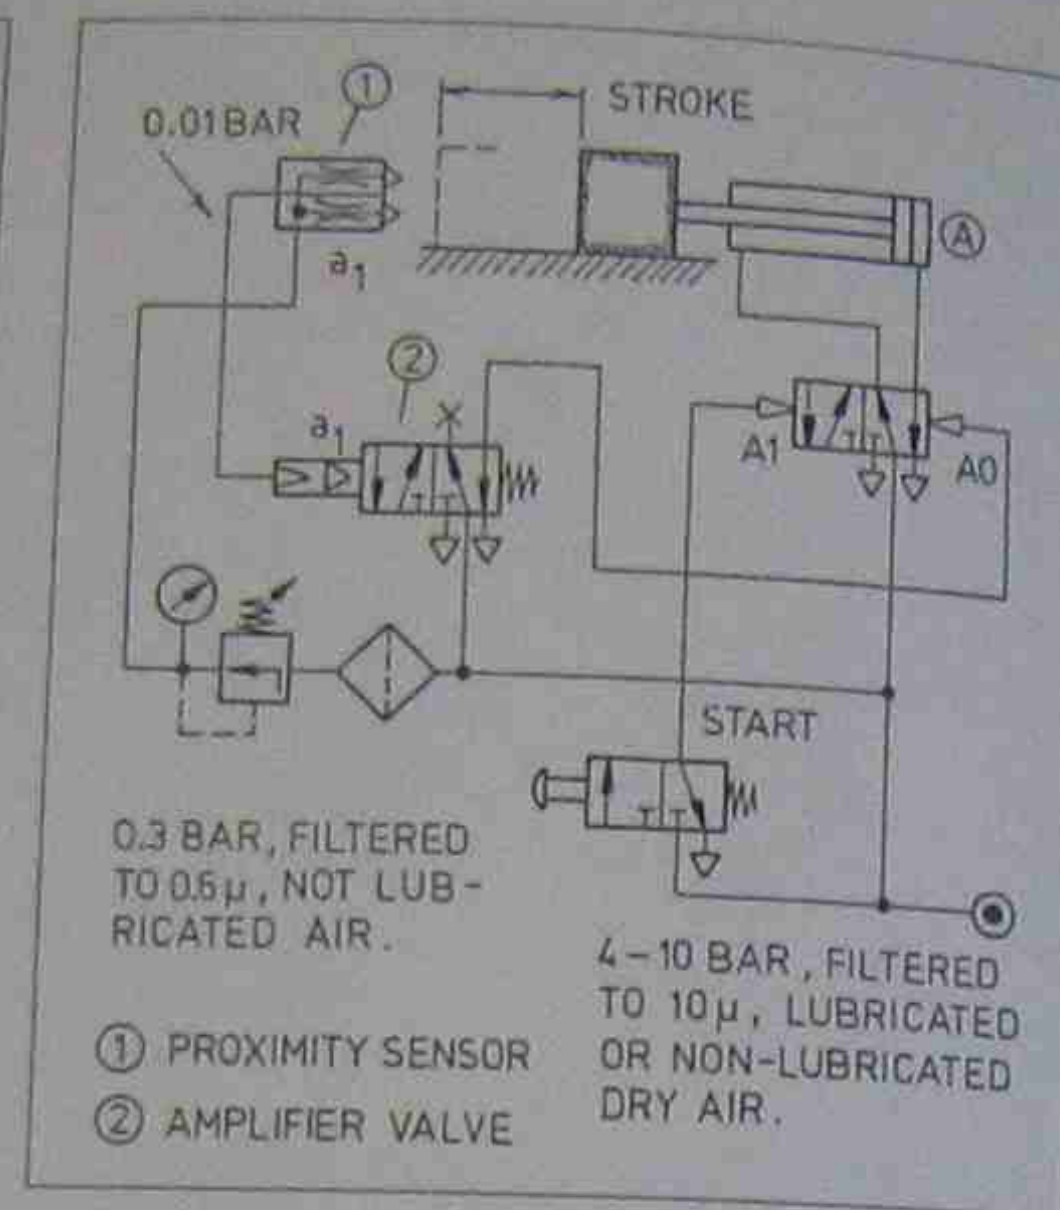 1
STROKE
0.01 BAR
a1
A
2
a1
A1
A0
START
0.3 BAR, FILTERED
TO 0.5µ, NOT LUB-
RICATED AIR.
4-10 BAR, FILTERED
TO 10µ, LUBRICATED
OR NON-LUBRICATED
DRY AIR.
1 PROXIMITY SENSOR
2 AMPLIFIER VALVE